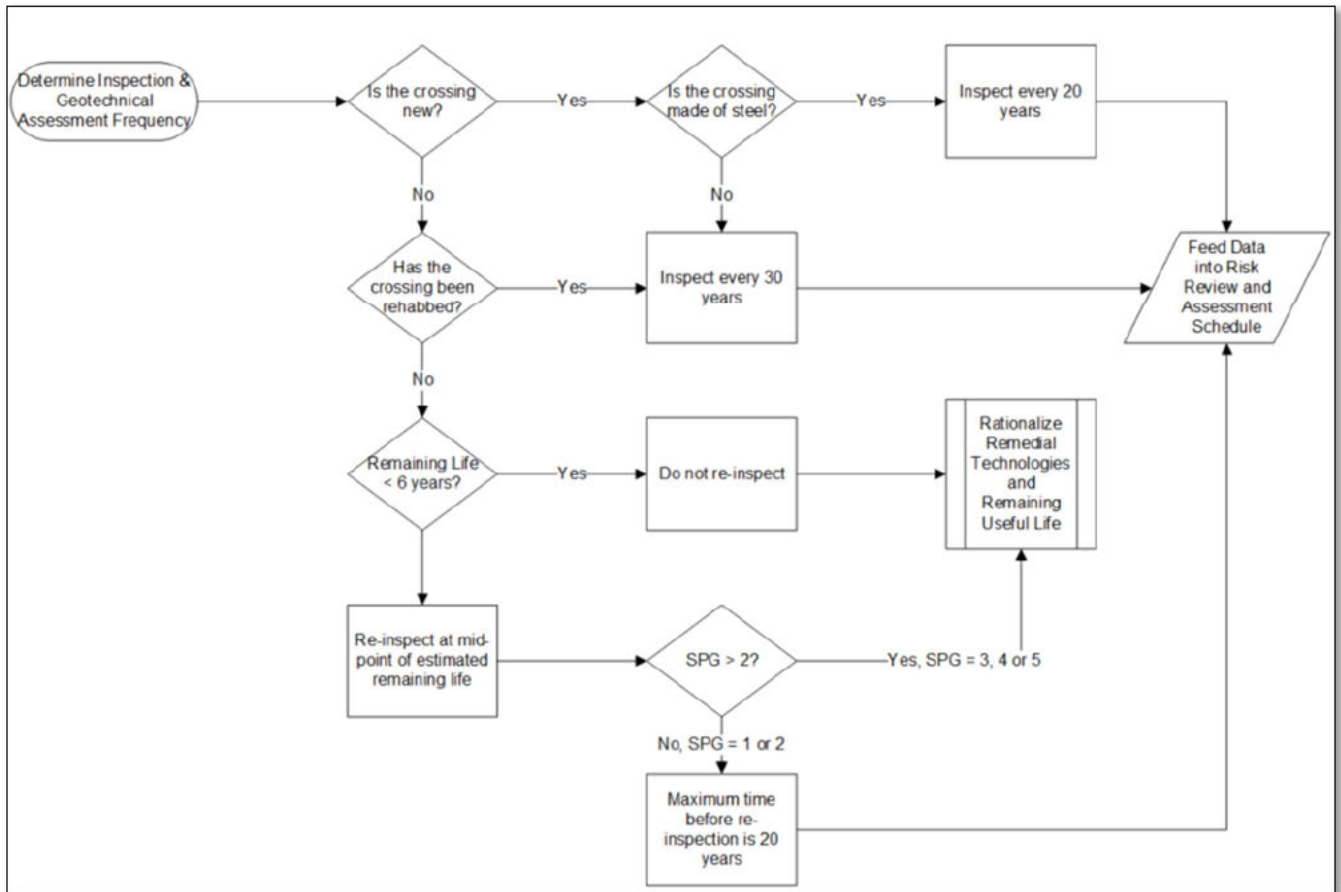 Determine Inspection &
Geotechnical
Assessment Frequency
Is the crossing
new?
Yes
Is the crossing
made of steel?
Yes
Inspect every 20
years
No
No
Has the
crossing been
rehabbed?
Yes
Inspect every 30
years
Feed Data
into Risk
Review and
Assessment
Schedule
No
Remaining Life
< 6 years?
Yes
Do not re-inspect
Rationalize
Remedial
Technologies
and
Remaining
Useful Life
Re-inspect at mid-
point of estimated
remaining life
SPG > 2?
Yes, SPG = 3, 4 or 5
No, SPG = 1 or 2
Maximum time
before re-
inspection is 20
years